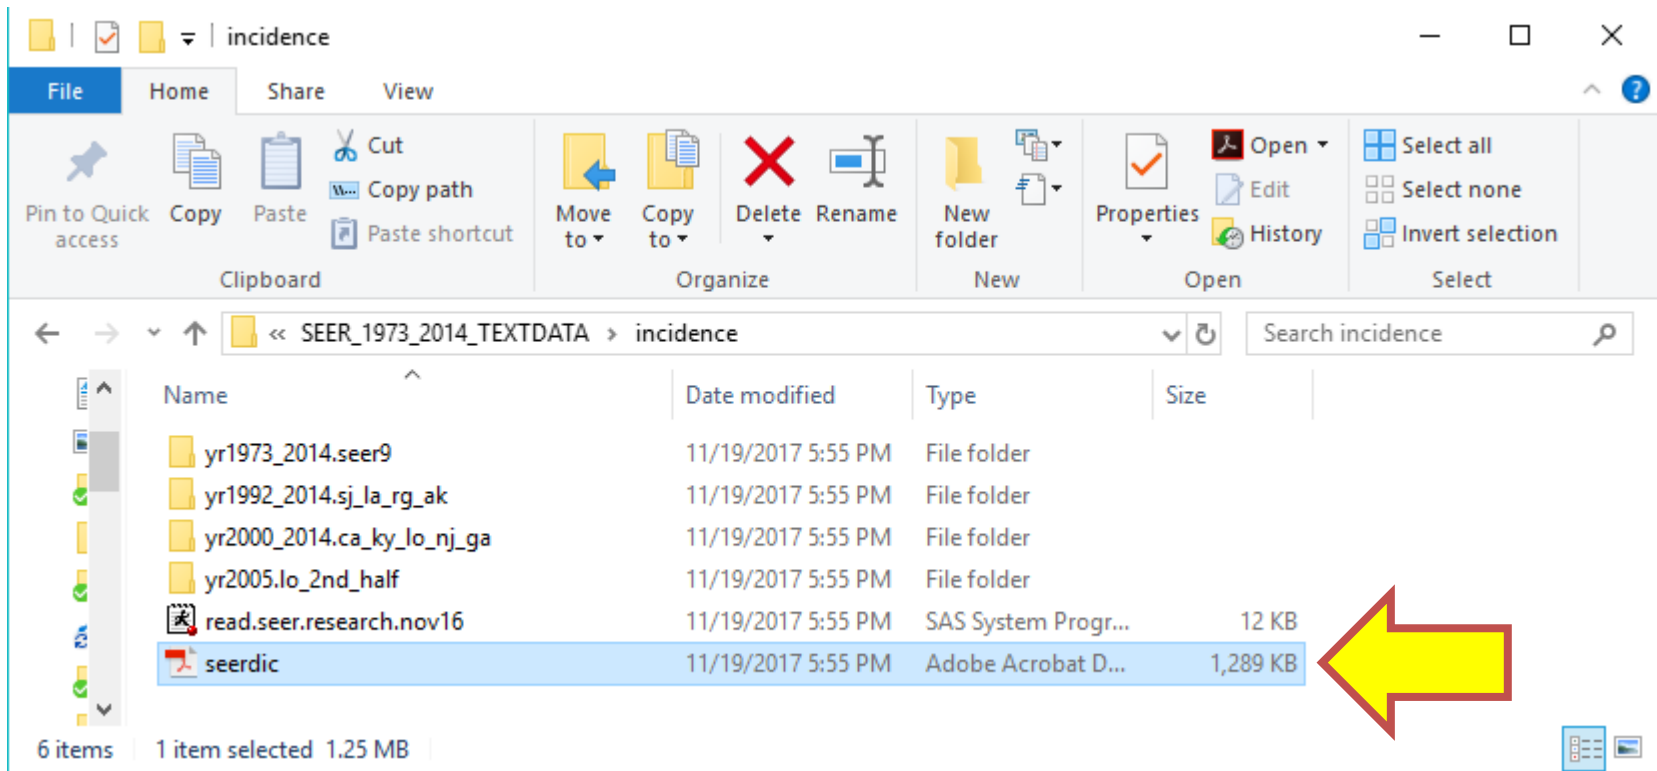 incidence
File Home Share View
Cut
Copy path
Paste shortcut
Pin to Quick access
Copy
Paste
Move to
Copy to
Delete
Rename
New folder
Properties
Open
Edit
History
Select all
Select none
Invert selection
Clipboard Organize New Open Select
« SEER_1973_2014_TEXTDATA > incidence
Search incidence
Name Date modified Type Size
yr1973_2014.seer9 11/19/2017 5:55 PM File folder
yr1992_2014.sj_la_rg_ak 11/19/2017 5:55 PM File folder
yr2000_2014.ca_ky_lo_nj_ga 11/19/2017 5:55 PM File folder
yr2005.lo_2nd_half 11/19/2017 5:55 PM File folder
read.seer.research.nov16 11/19/2017 5:55 PM SAS System Progr... 12 KB
seerdic 11/19/2017 5:55 PM Adobe Acrobat D... 1,289 KB
6 items 1 item selected 1.25 MB